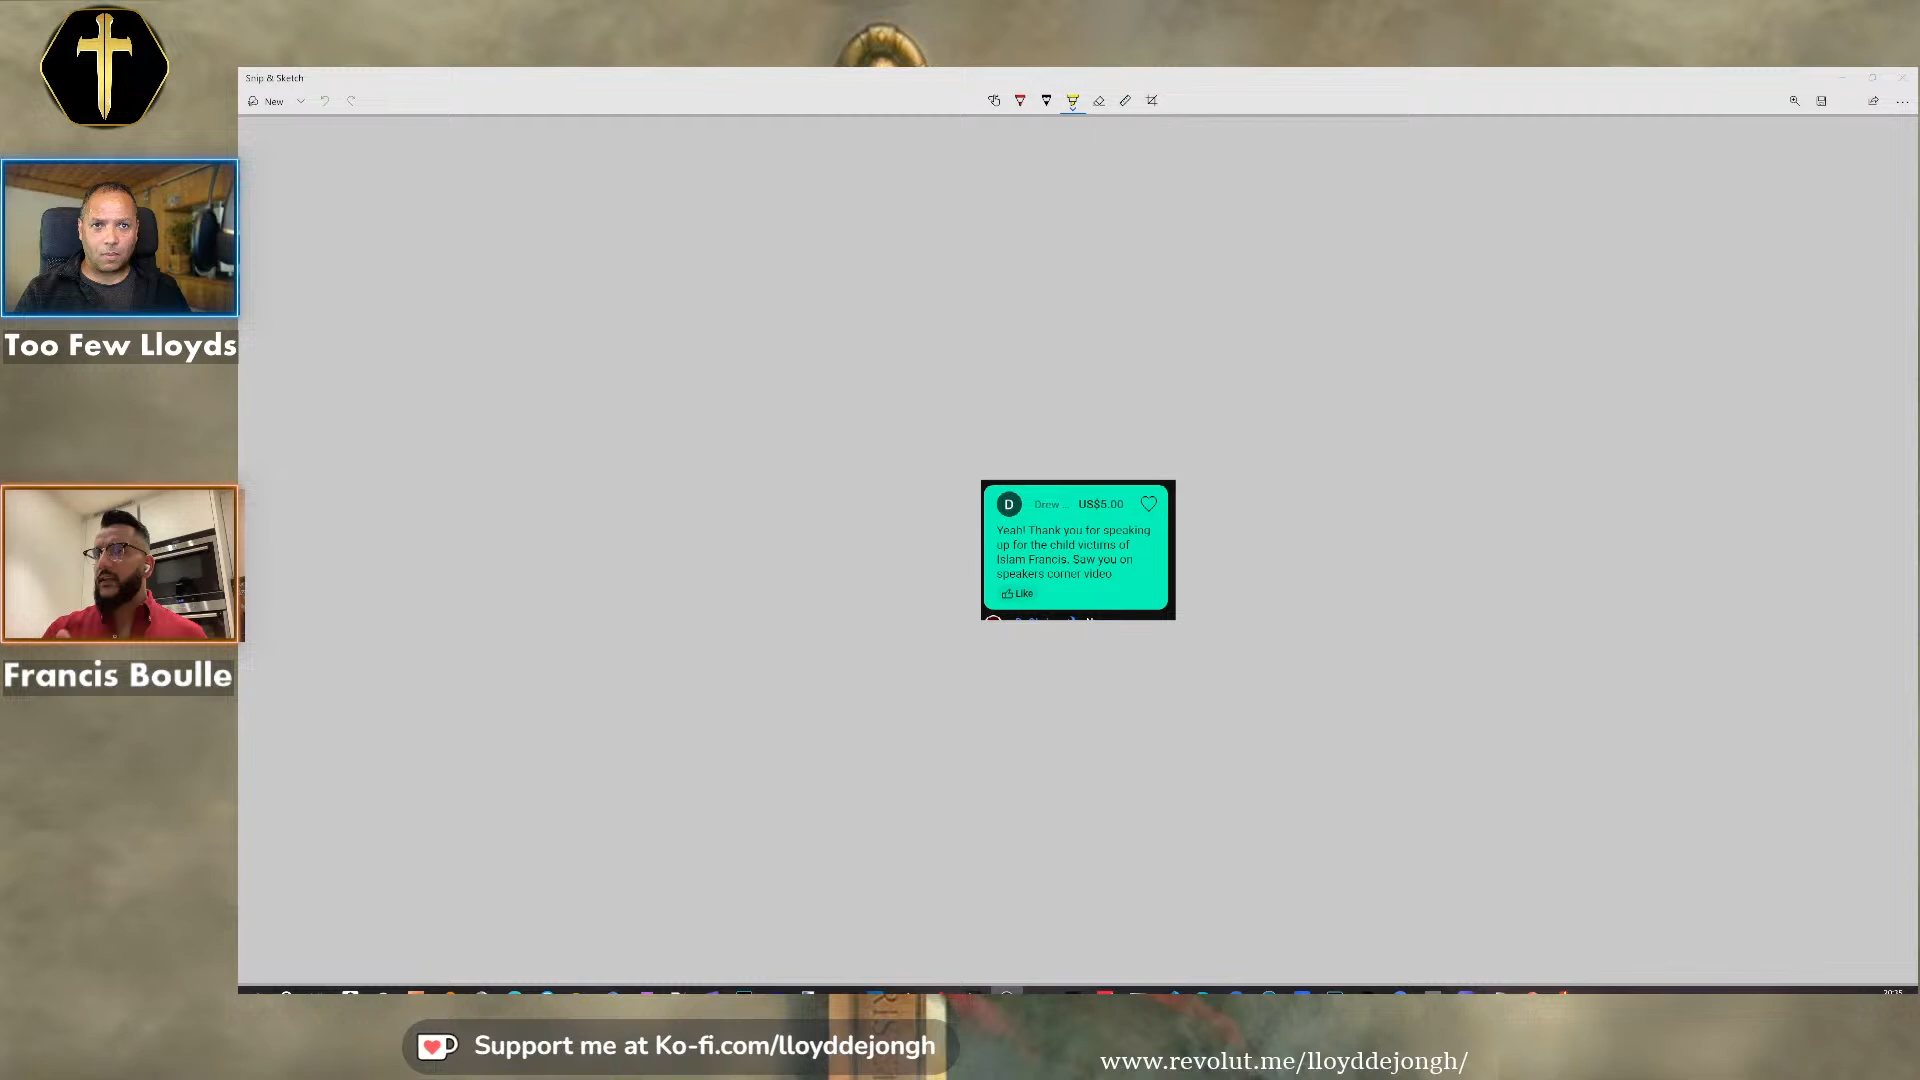 Snip & Sketch
New
Too Few Lloyds
Francis Boulle
D Drew ... US$5.00
Yeah! Thank you for speaking
up for the child victims of
Islam Francis. Saw you on
speakers corner video
Like
Support me at Ko-fi.com/lloyddejongh
www.revolut.me/lloyddejongh/